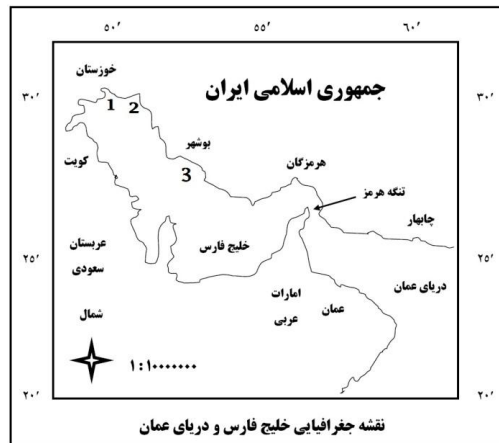 ۵۰′ ۵۵′ ۶۰′
خوزستان
۳۰′ ۳۰′
جمهوری اسلامی ایران
1 2
بوشهر
کویت
3
هرمزگان
تنگه هرمز
چابهار
خلیج فارس
عربستان
سعودی
۲۵′ ۲۵′
دریای عمان
امارات
عربی
عمان
شمال
۱:۱۰۰۰۰۰۰۰
۲۰′ ۲۰′
نقشه جغرافیایی خلیج فارس و دریای عمان